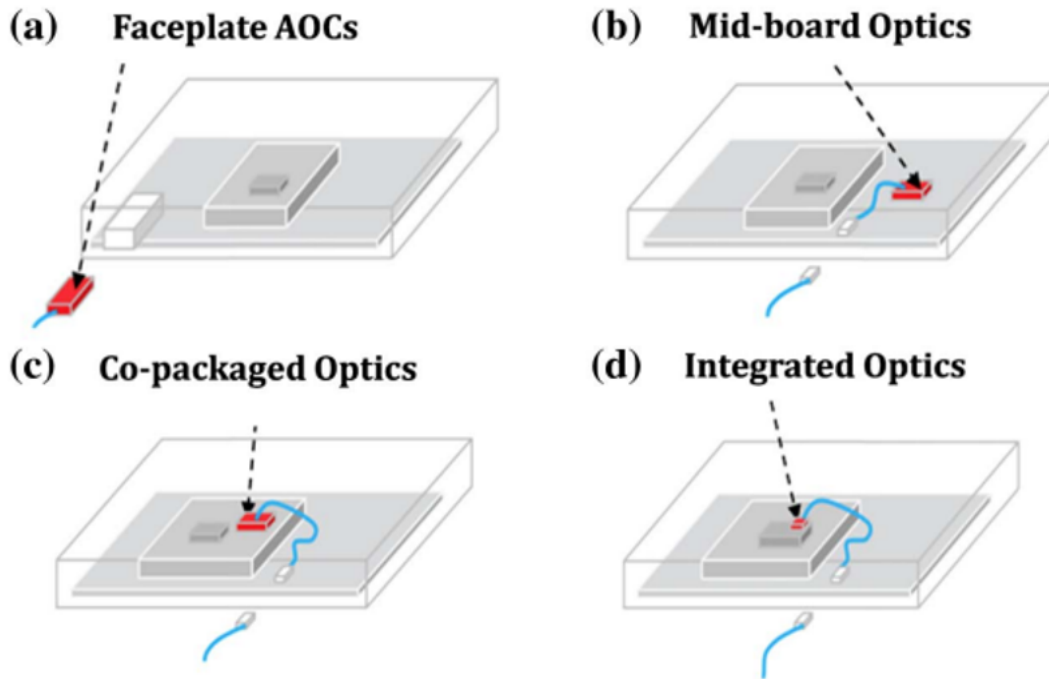 (a) Faceplate AOCs
(b) Mid-board Optics
(c) Co-packaged Optics
(d) Integrated Optics